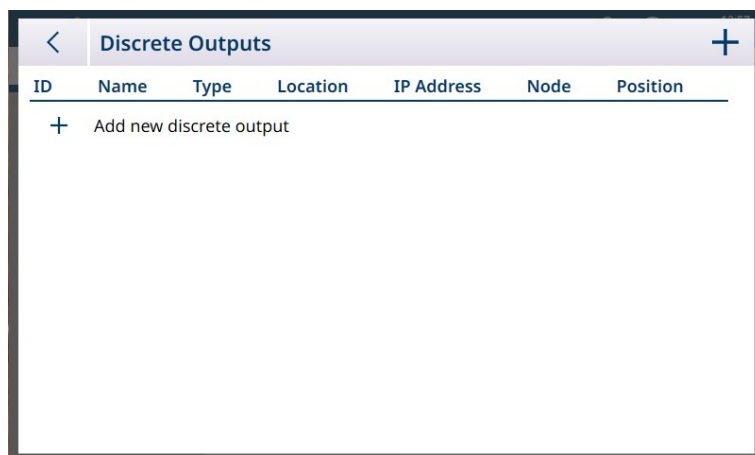 Discrete Outputs
ID Name Type Location IP Address Node Position
Add new discrete output